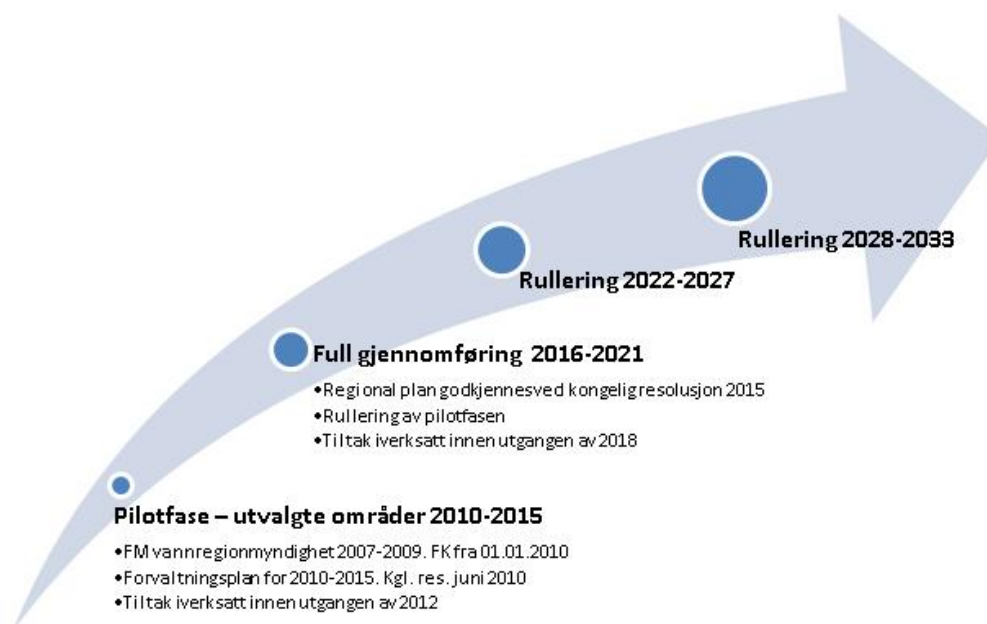 Rullering 2028-2033
Rullering 2022-2027
Full gjennomføring 2016-2021
•Regional plan godkjennesved kongelig resolusjon 2015
•Rullering av pilotfasen
•Tiltak iverksatt innen utgangen av 2018
Pilotfase – utvalgte områder 2010-2015
•FM vannregionmyndighet 2007-2009. FK fra 01.01.2010
•Forvaltningsplan for 2010-2015. Kgl. res. juni 2010
•Tiltak iverksatt innen utgangen av 2012